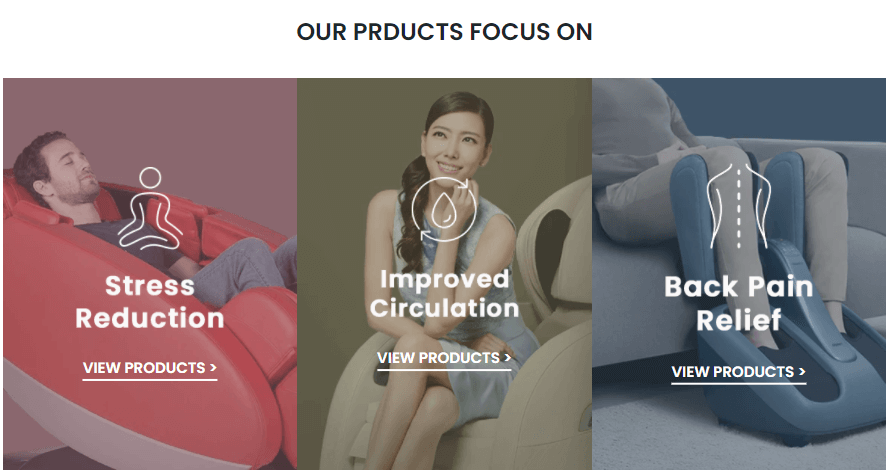 OUR PRDUCTS FOCUS ON
Stress
Reduction
VIEW PRODUCTS >
Improved
Circulation
VIEW PRODUCTS >
Back Pain
Relief
VIEW PRODUCTS >